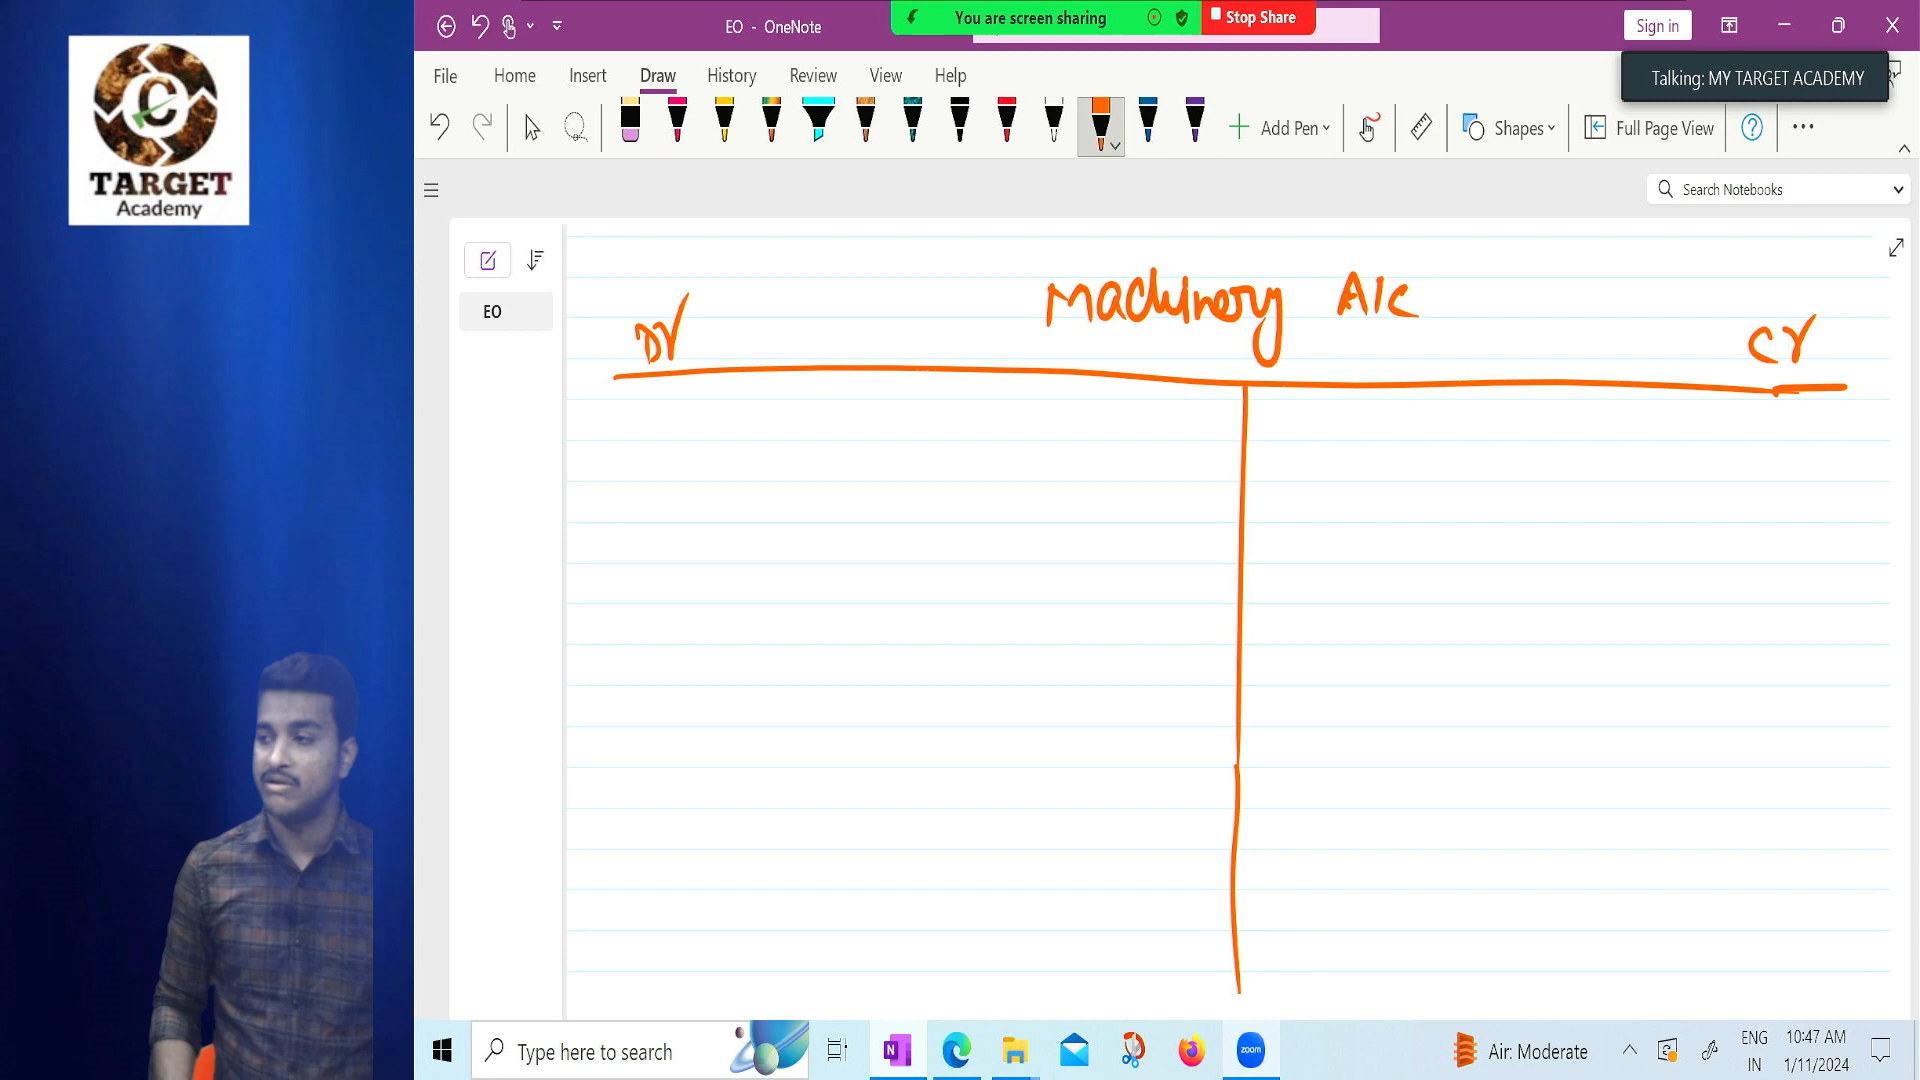 EO - OneNote
You are screen sharing
Stop Share
Sign in
File Home Insert Draw History Review View Help
Talking: MY TARGET ACADEMY
Add Pen
Shapes
Full Page View
Search Notebooks
C
TARGET
Academy
EO
Machinery A/c
Dr
Cr
Type here to search
N
zoom
Air: Moderate
ENG
IN
10:47 AM
1/11/2024